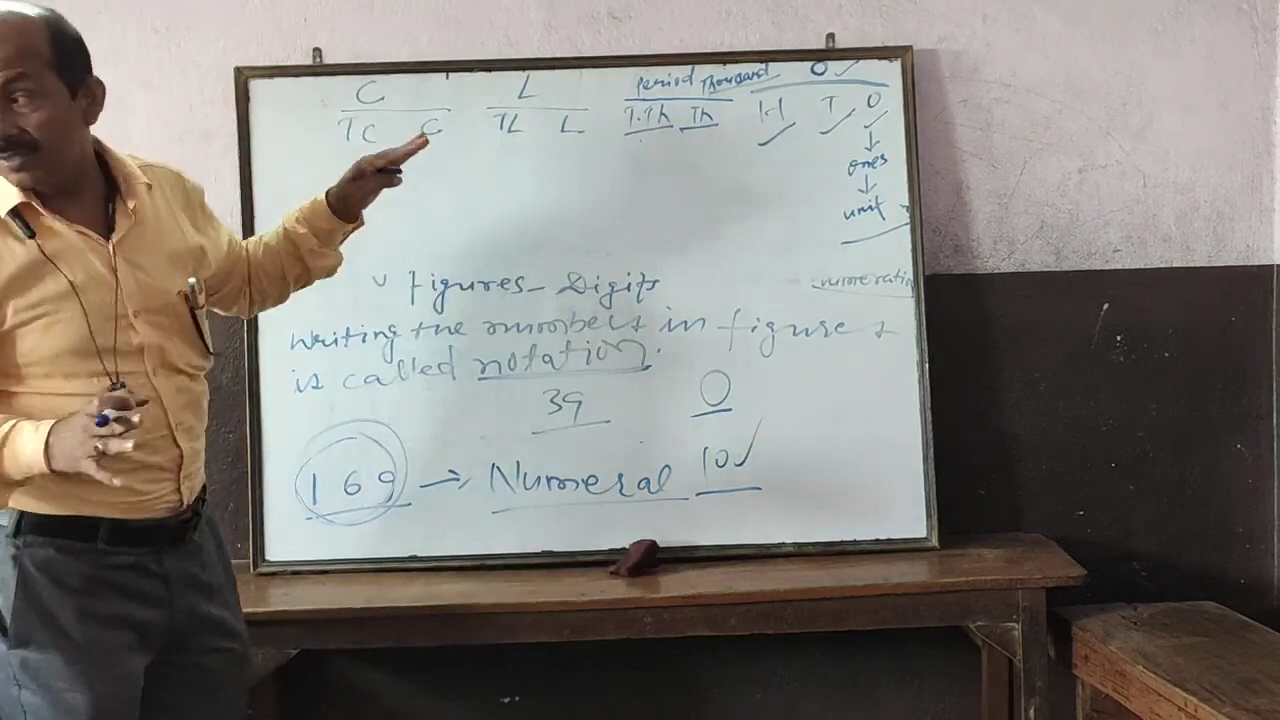 C L Period Thousand O ✓
TC C TL L T.Th Th H T O
ones
unit
numeration
✓ figures - Digits
Writing the numbers in figures
is called notation.
39 0
169 → Numeral 10 ✓